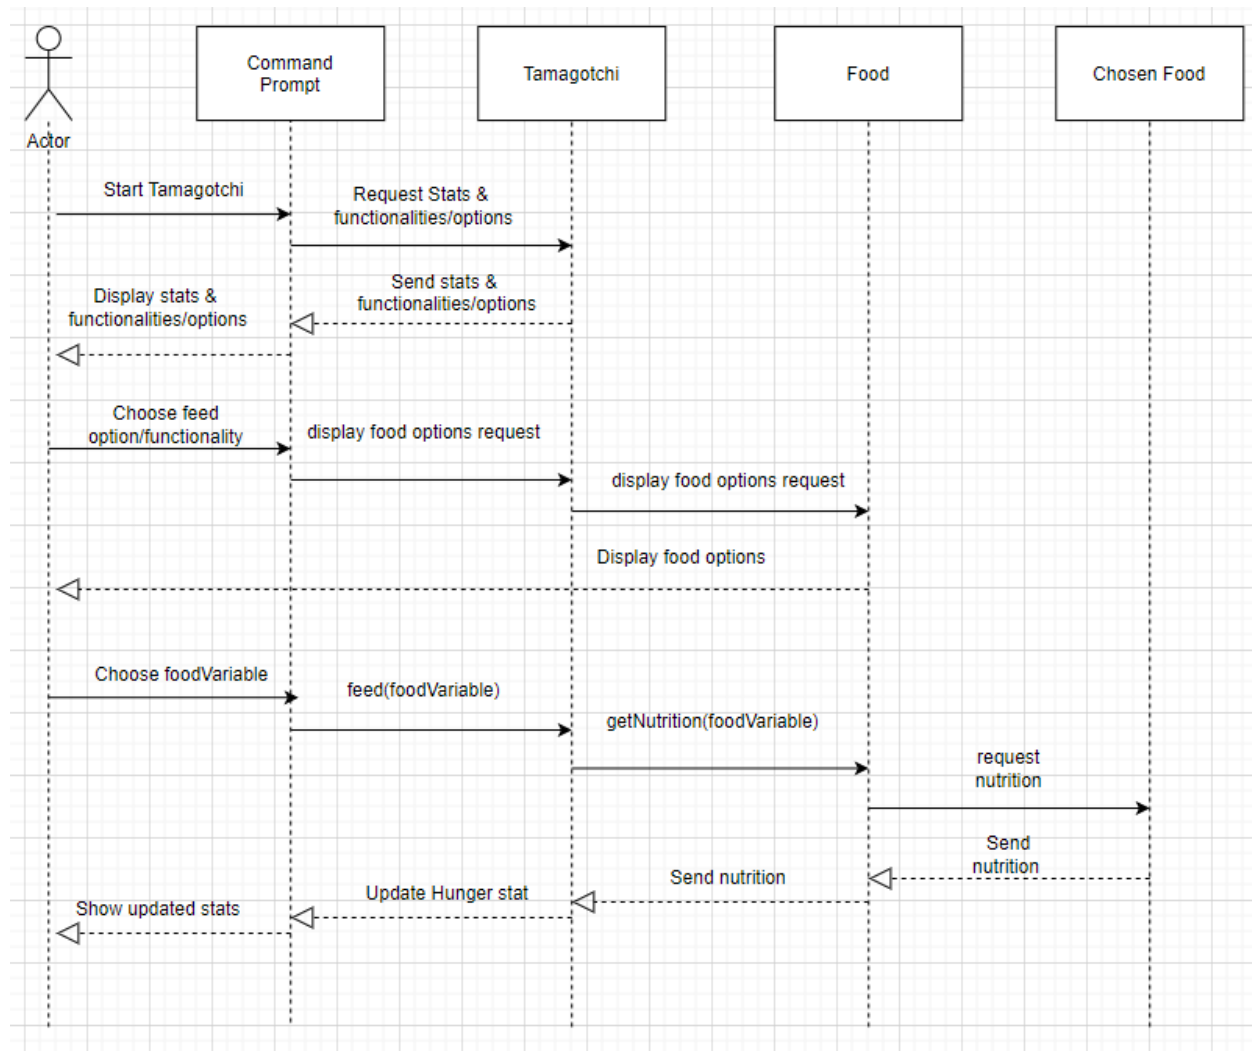 Command
Prompt
Tamagotchi
Food
Chosen Food
Actor
Start Tamagotchi
Request Stats &
functionalities/options
Send stats &
functionalities/options
Display stats &
functionalities/options
Choose feed
option/functionality
display food options request
display food options request
Display food options
Choose foodVariable
feed(foodVariable)
getNutrition(foodVariable)
request
nutrition
Send
nutrition
Send nutrition
Update Hunger stat
Show updated stats